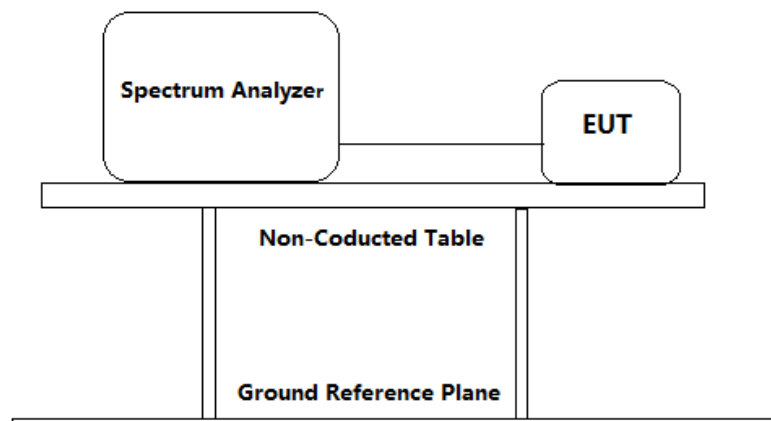 Spectrum Analyzer
EUT
Non-Coducted Table
Ground Reference Plane